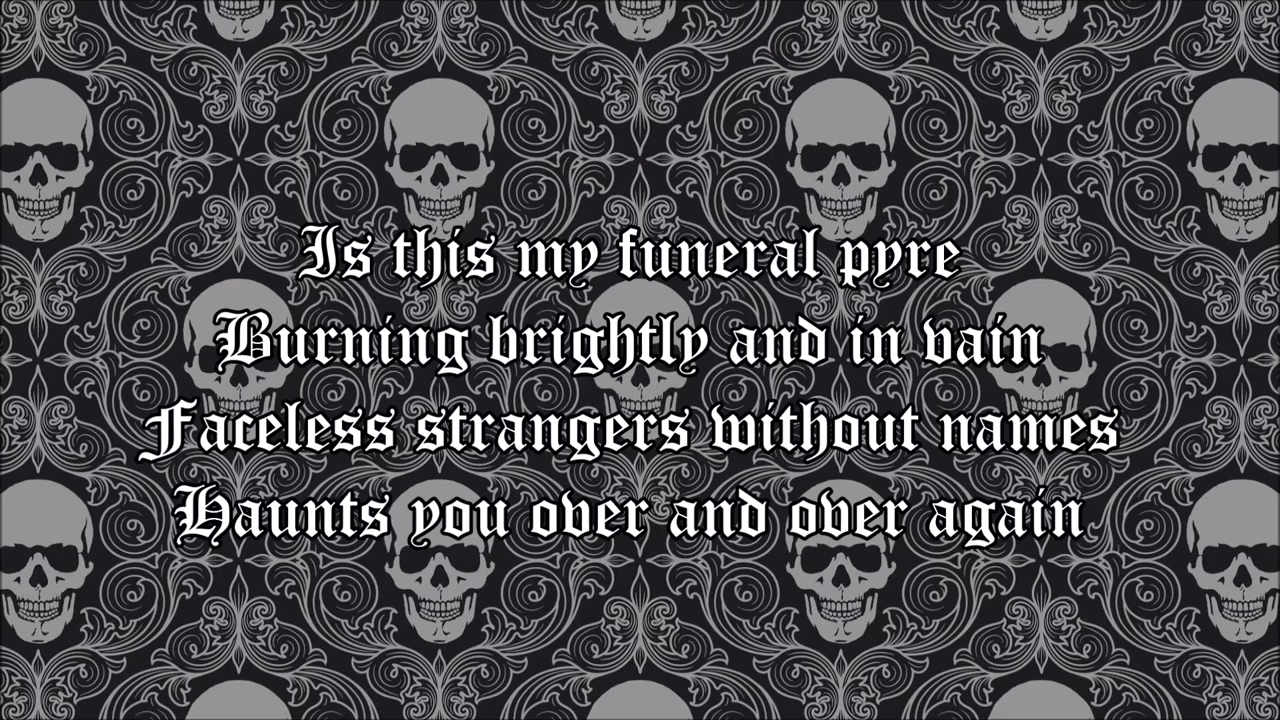 Is this my funeral pyre
Burning brightly and in vain
Faceless strangers without names
Haunts you over and over again